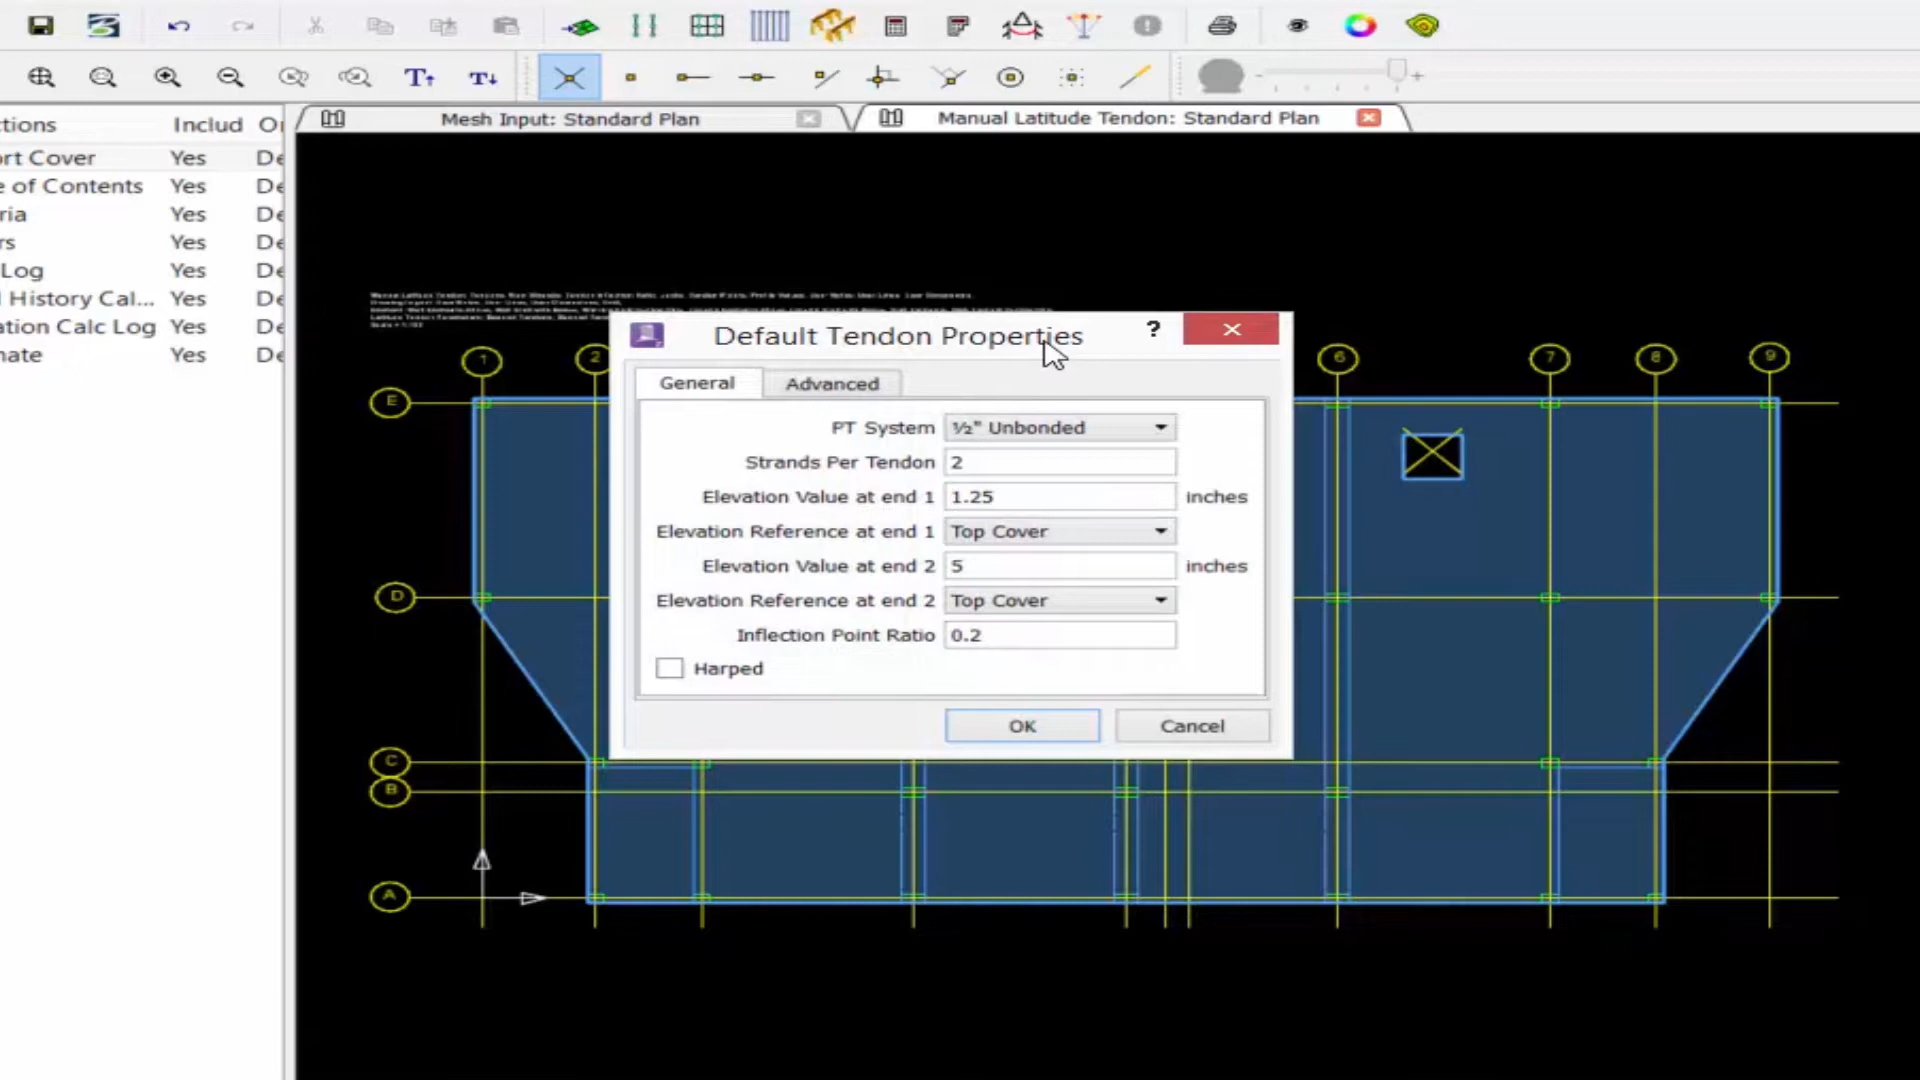 ctions Includ Or
ort Cover Yes De
e of Contents Yes De
ria Yes De
rs Yes De
Log Yes De
l History Cal... Yes De
ation Calc Log Yes De
nate Yes De
Mesh Input: Standard Plan
Manual Latitude Tendon: Standard Plan
Default Tendon Properties
General Advanced
PT System ½" Unbonded
Strands Per Tendon 2
Elevation Value at end 1 1.25 inches
Elevation Reference at end 1 Top Cover
Elevation Value at end 2 5 inches
Elevation Reference at end 2 Top Cover
Inflection Point Ratio 0.2
Harped
OK Cancel
1 2 6 7 8 9
E
D
C
B
A